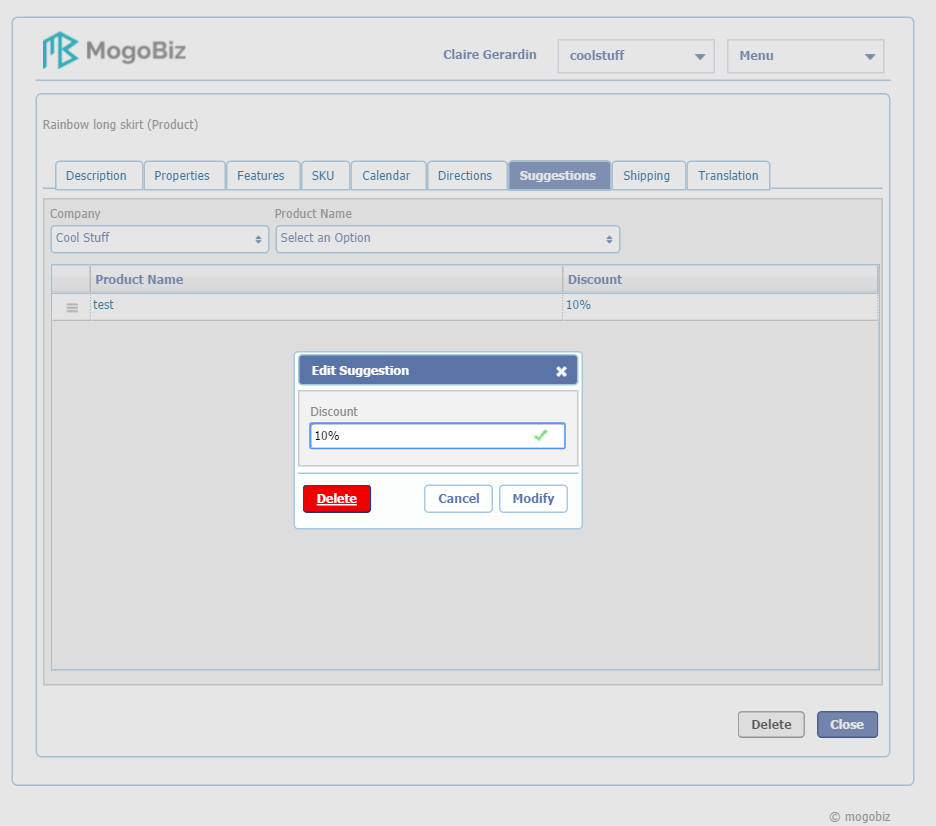 MogoBiz
Claire Gerardin coolstuff Menu
Rainbow long skirt (Product)
Description Properties Features SKU Calendar Directions Suggestions Shipping Translation
Company Product Name
Cool Stuff Select an Option
Product Name Discount
test 10%
Edit Suggestion
Discount
10%
Delete Cancel Modify
Delete Close
© mogobiz